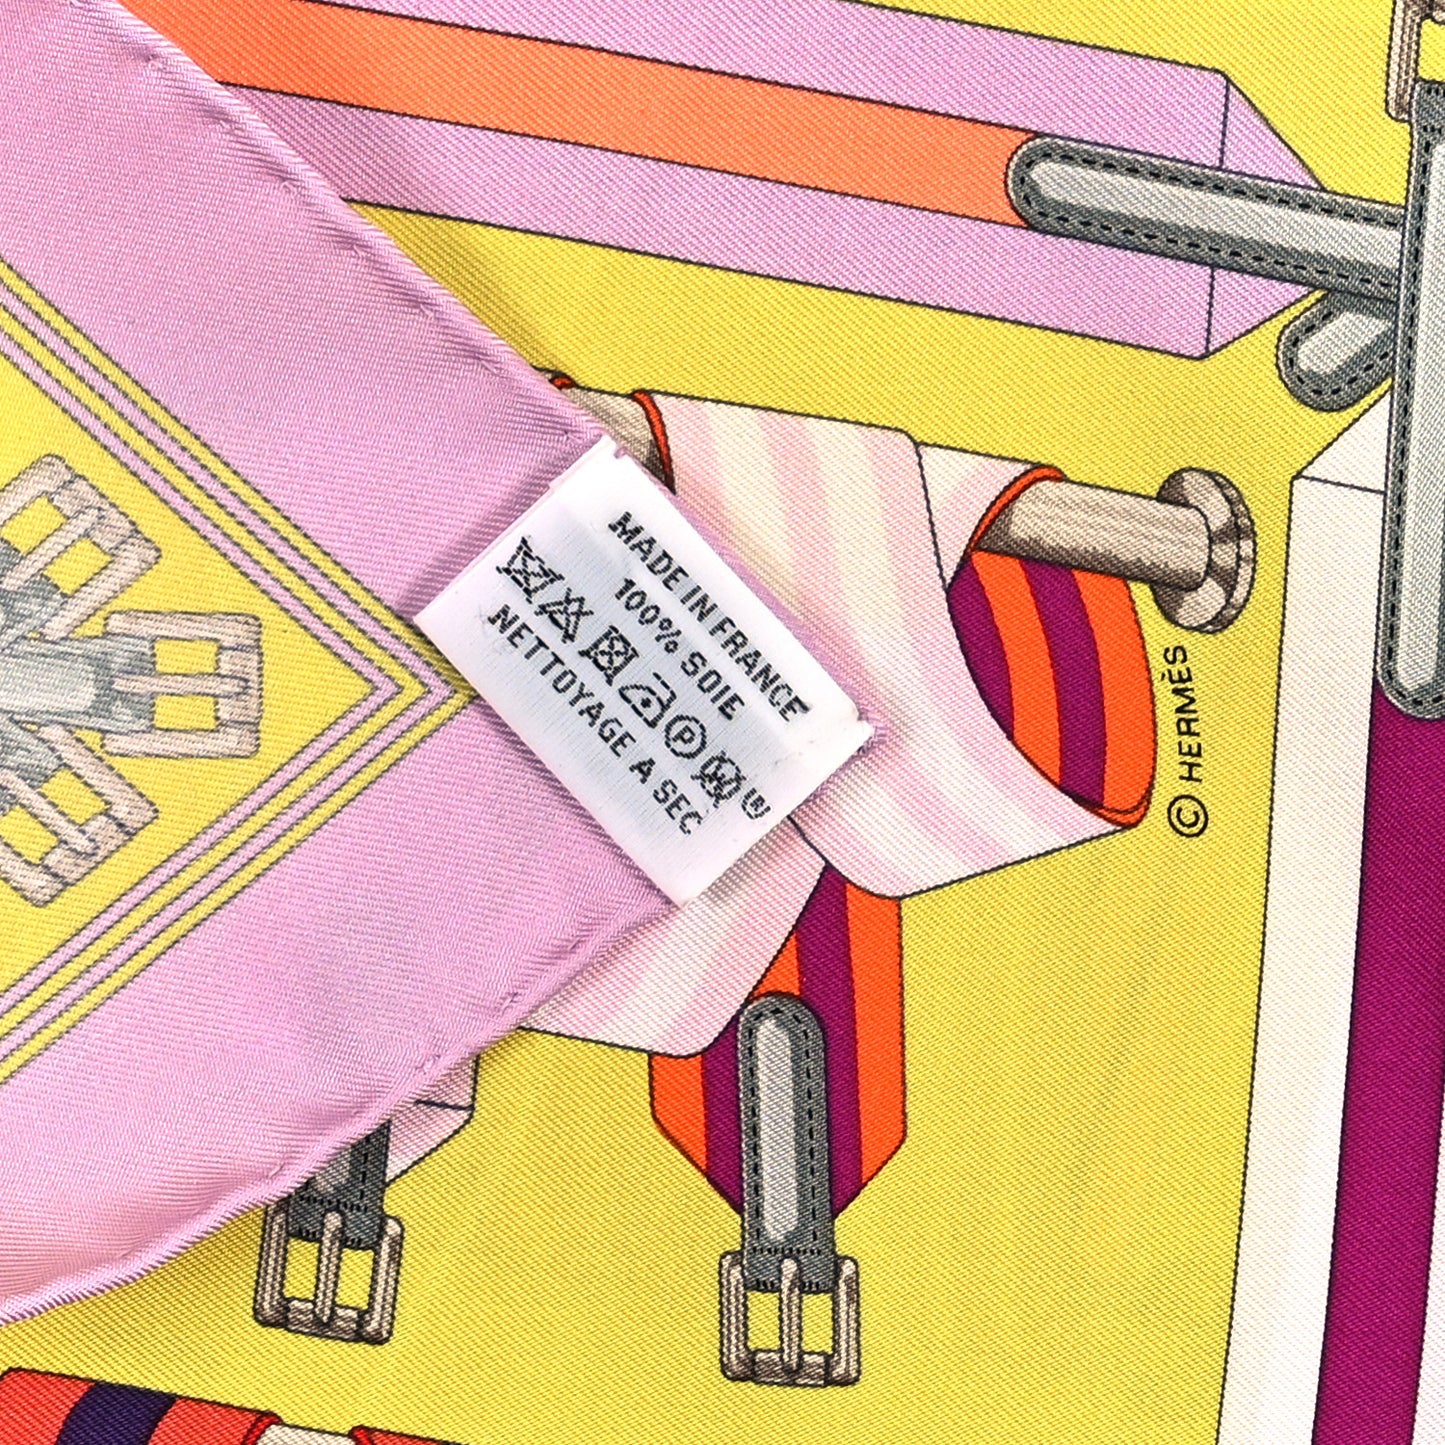 MADE IN FRANCE
100% SOIE
P W
NETTOYAGE A SEC
© HERMÈS